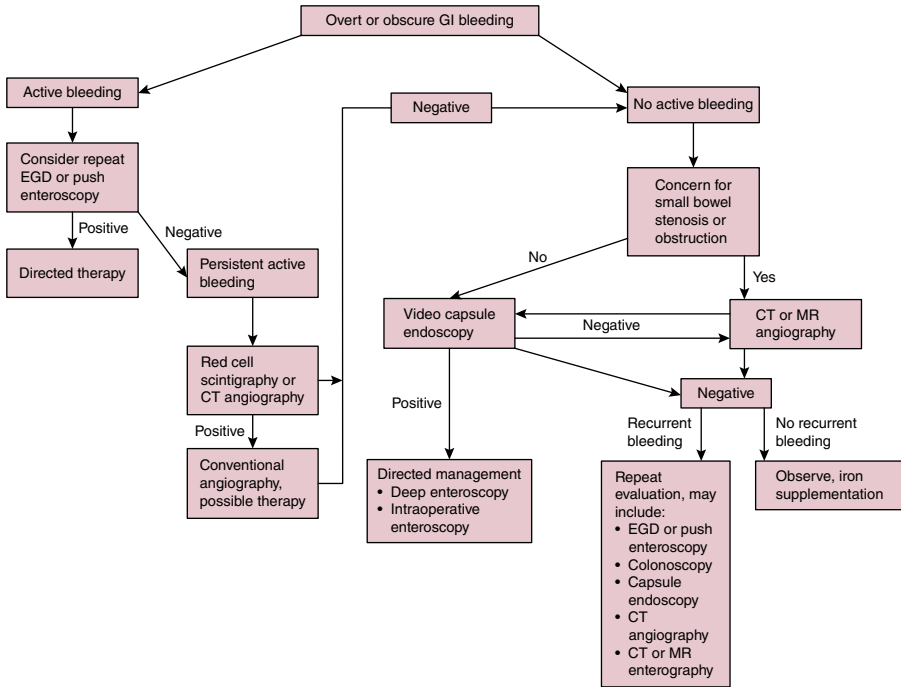 Overt or obscure GI bleeding
Active bleeding
Negative
No active bleeding
Consider repeat
EGD or push
enteroscopy
Concern for
small bowel
stenosis or
obstruction
Positive
Negative
Directed therapy
Persistent active
bleeding
No
Yes
Video capsule
endoscopy
Negative
CT or MR
angiography
Red cell
scintigraphy or
CT angiography
Positive
Negative
Positive
Recurrent
bleeding
No recurrent
bleeding
Conventional
angiography,
possible therapy
Directed management
• Deep enteroscopy
• Intraoperative
enteroscopy
Repeat
evaluation, may
include:
• EGD or push
enteroscopy
• Colonoscopy
• Capsule
endoscopy
• CT
angiography
• CT or MR
enterography
Observe, iron
supplementation